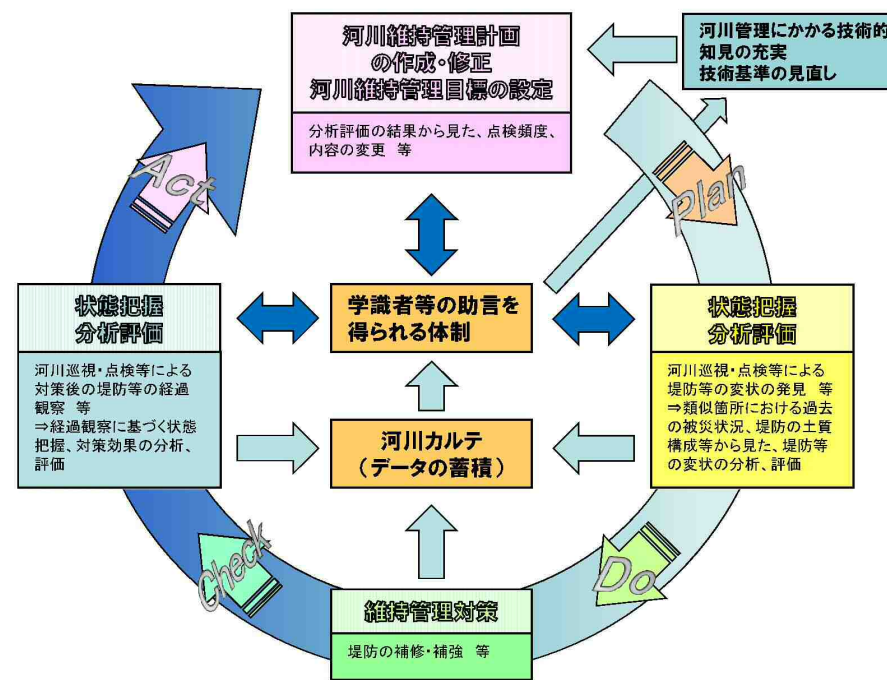 河川維持管理計画
の作成・修正
河川維持管理目標の設定
分析評価の結果から見た、点検頻度、
内容の変更 等
河川管理にかかる技術的
知見の充実
技術基準の見直し
Act
Plan
状態把握
分析評価
河川巡視・点検等による
対策後の堤防等の経過
観察 等
⇒経過観察に基づく状態
把握、対策効果の分析、
評価
学識者等の助言を
得られる体制
状態把握
分析評価
河川巡視・点検等による
堤防等の変状の発見 等
⇒類似箇所における過去
の被災状況、堤防の土質
構成等から見た、堤防等
の変状の分析、評価
河川カルテ
（データの蓄積）
Check
Do
維持管理対策
堤防の補修・補強 等